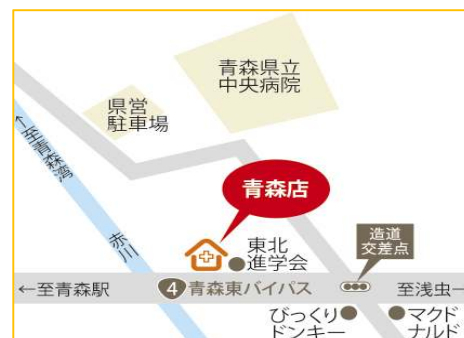 青森県立
中央病院
県営
駐車場
←至青森湾
青森店
赤川
東北
進学会
造道
交差点
←至青森駅
4
青森東バイパス
至浅虫→
びっくり
ドンキー
マクド
ナルド